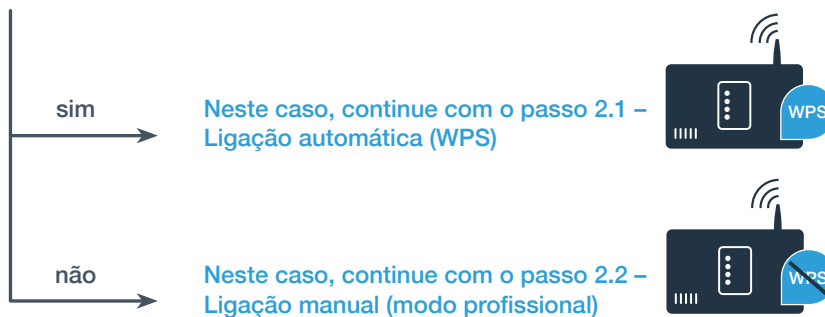 sim
Neste caso, continue com o passo 2.1 –
Ligação automática (WPS)
WPS
não
Neste caso, continue com o passo 2.2 –
Ligação manual (modo profissional)
WPS